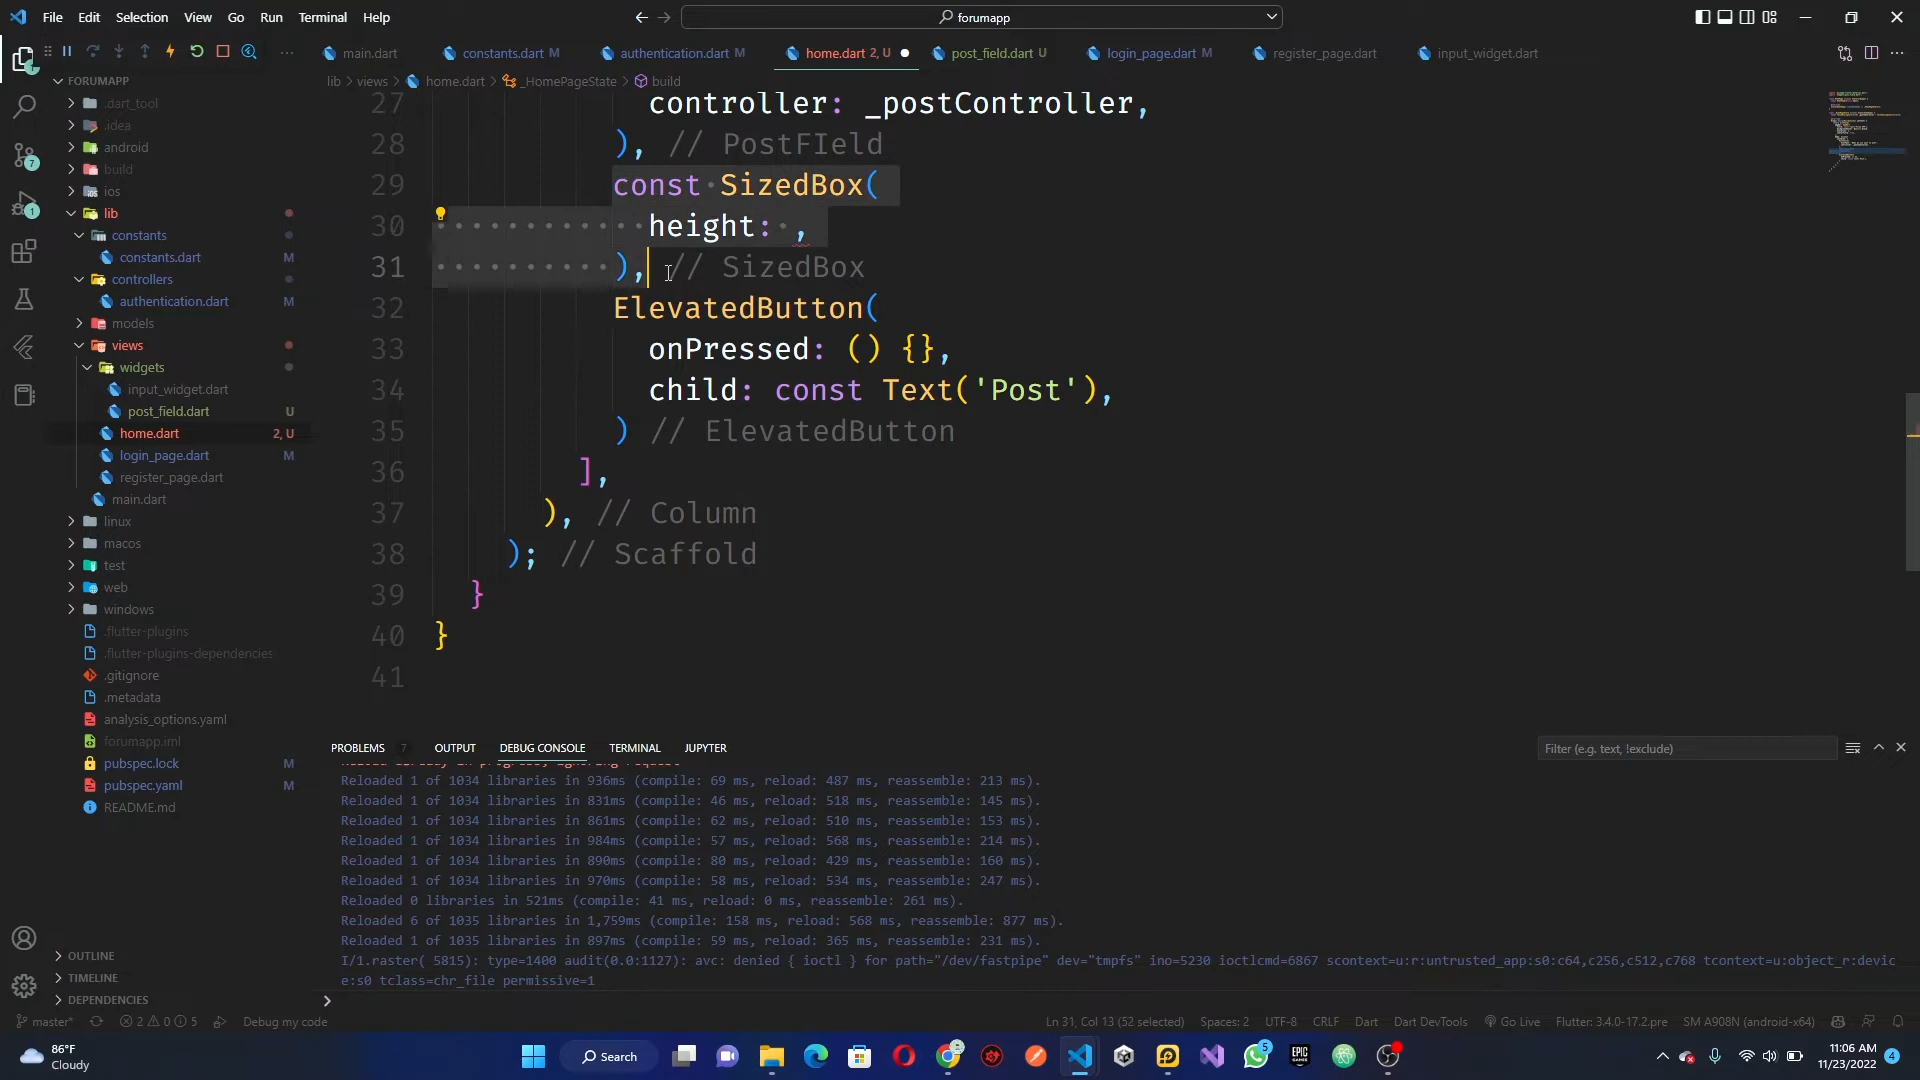 File Edit Selection View Go Run Terminal Help
forumapp
main.dart constants.dart M authentication.dart M home.dart 2, U post_field.dart U login_page.dart M register_page.dart input_widget.dart
lib > views > home.dart > _HomePageState > build
FORUMAPP
.dart_tool
.idea
android
build
ios
lib
constants
constants.dart M
controllers
authentication.dart M
models
views
widgets
input_widget.dart
post_field.dart U
home.dart 2, U
login_page.dart M
register_page.dart
main.dart
linux
macos
test
web
windows
.flutter-plugins
.flutter-plugins-dependencies
.gitignore
.metadata
analysis_options.yaml
forumapp.iml
pubspec.lock M
pubspec.yaml M
README.md
OUTLINE
TIMELINE
DEPENDENCIES
7
1
27 controller: _postController,
28 ), // PostFIeld
29 const SizedBox(
30 height: ,
31 ), // SizedBox
32 ElevatedButton(
33 onPressed: () {},
34 child: const Text('Post'),
35 ) // ElevatedButton
36 ],
37 ), // Column
38 ); // Scaffold
39 }
40 }
41
PROBLEMS 7 OUTPUT DEBUG CONSOLE TERMINAL JUPYTER
Filter (e.g. text, !exclude)
Reload already in progress, ignoring request
Reloaded 1 of 1034 libraries in 936ms (compile: 69 ms, reload: 487 ms, reassemble: 213 ms).
Reloaded 1 of 1034 libraries in 831ms (compile: 46 ms, reload: 518 ms, reassemble: 145 ms).
Reloaded 1 of 1034 libraries in 861ms (compile: 62 ms, reload: 510 ms, reassemble: 153 ms).
Reloaded 1 of 1034 libraries in 984ms (compile: 57 ms, reload: 568 ms, reassemble: 214 ms).
Reloaded 1 of 1034 libraries in 890ms (compile: 80 ms, reload: 429 ms, reassemble: 160 ms).
Reloaded 1 of 1034 libraries in 970ms (compile: 58 ms, reload: 534 ms, reassemble: 247 ms).
Reloaded 0 libraries in 521ms (compile: 41 ms, reload: 0 ms, reassemble: 261 ms).
Reloaded 6 of 1035 libraries in 1,759ms (compile: 158 ms, reload: 568 ms, reassemble: 877 ms).
Reloaded 1 of 1035 libraries in 897ms (compile: 59 ms, reload: 365 ms, reassemble: 231 ms).
I/1.raster( 5815): type=1400 audit(0.0:1127): avc: denied { ioctl } for path="/dev/fastpipe" dev="tmpfs" ino=5230 ioctlcmd=6867 scontext=u:r:untrusted_app:s0:c64,c256,c512,c768 tcontext=u:object_r:devic
e:s0 tclass=chr_file permissive=1
master* 2 0 5 Debug my code Ln 31, Col 13 (52 selected) Spaces: 2 UTF-8 CRLF Dart Dart DevTools Go Live Flutter: 3.4.0-17.2.pre SM A908N (android-x64)
86°F
Cloudy
Search
5
EPIC GAMES
11:06 AM
11/23/2022
4